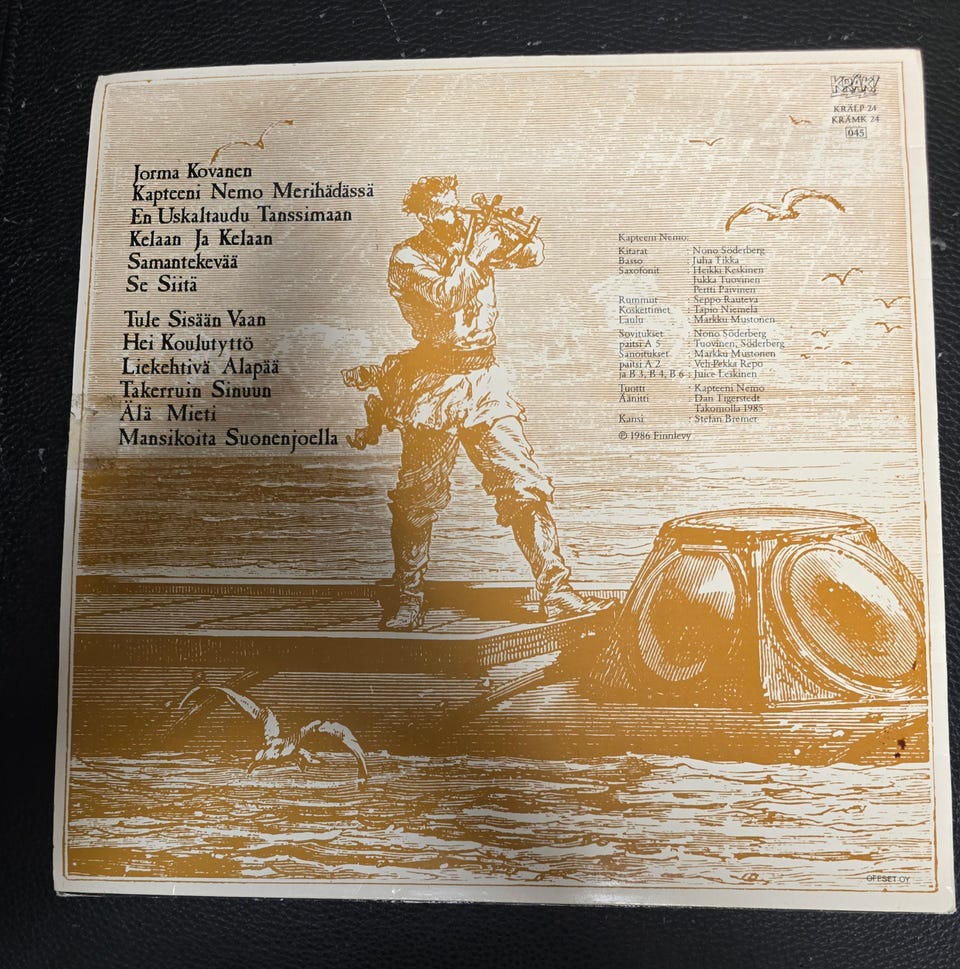 KRÄK!
KRÄLP 24
KRÄMK 24
045
Jorma Kovanen
Kapteeni Nemo Merihädässä
En Uskaltaudu Tanssimaan
Kelaan Ja Kelaan
Samantekevää
Se Siitä
Tule Sisään Vaan
Hei Koulutyttö
Liekehtivä Alapää
Takerruin Sinuun
Älä Mieti
Mansikoita Suonenjoella
Kapteeni Nemo:
Kitarat : Nono Söderberg
Basso : Juha Tikka
Saxofonit : Heikki Keskinen
Jukka Tuovinen
Pertti Päivinen
Rummut : Seppo Rauteva
Koskettimet : Tapio Niemelä
Laulu : Markku Mustonen
Sovitukset : Nono Söderberg
paitsi A 5 : Tuovinen, Söderberg
Sanoitukset : Markku Mustonen
paitsi A 2 : Veli-Pekka Repo
ja B 3, B 4, B 6 : Juice Leskinen
Tuotti : Kapteeni Nemo
Äänitti : Dan Tigerstedt
Takomolla 1985
Kansi : Stefan Bremer
℗ 1986 Finnlevy
OFFSET OY